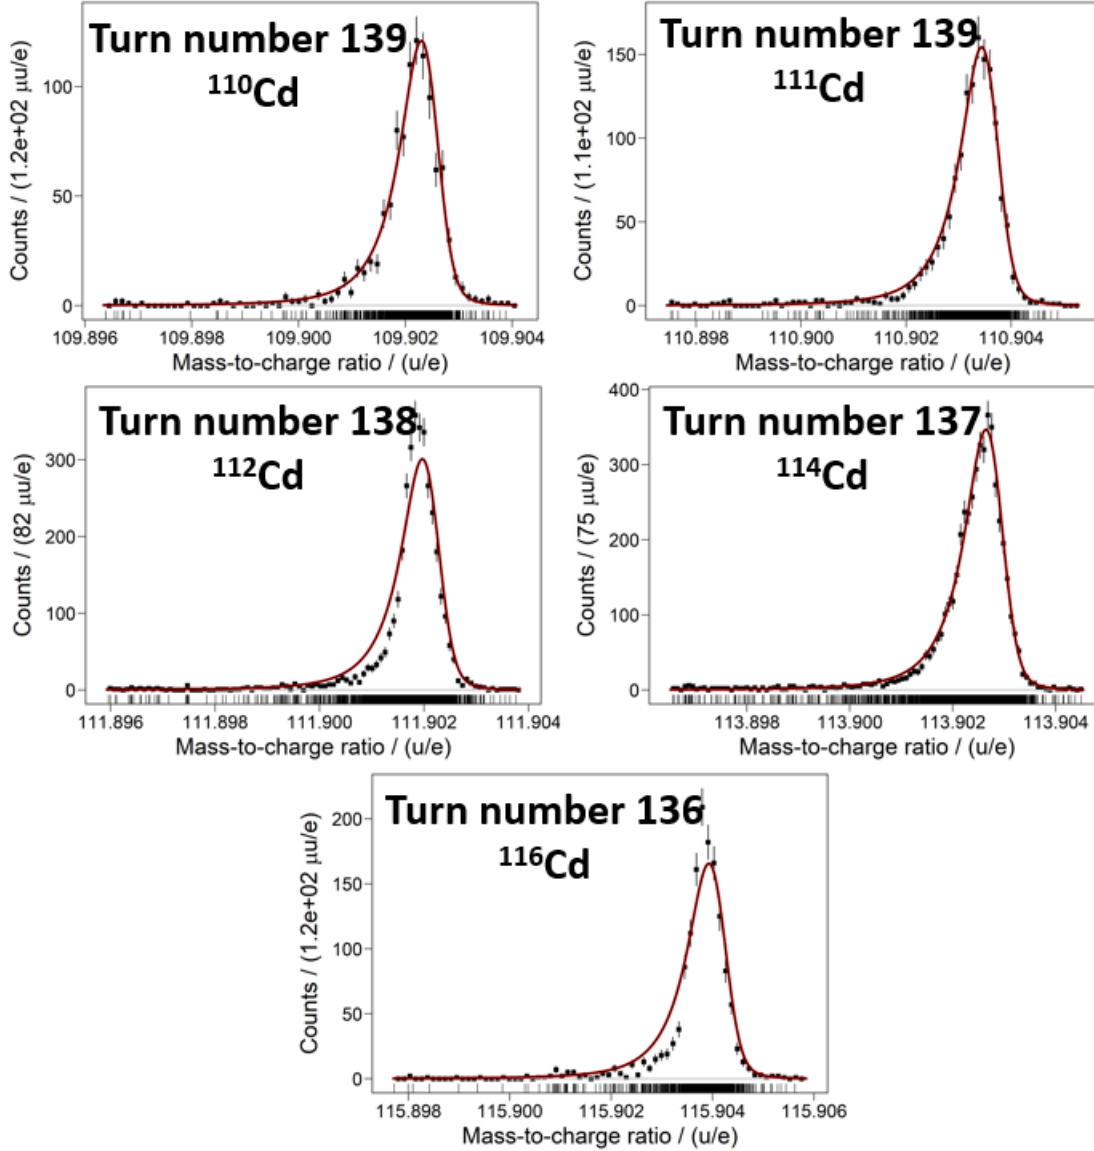 Turn number 139
¹¹⁰Cd
Counts / (1.2e+02 μu/e)
100
50
0
109.896 109.898 109.900 109.902 109.904
Mass-to-charge ratio / (u/e)
Turn number 139
¹¹¹Cd
Counts / (1.1e+02 μu/e)
150
100
50
0
110.898 110.900 110.902 110.904
Mass-to-charge ratio / (u/e)
Turn number 138
¹¹²Cd
Counts / (82 μu/e)
300
200
100
0
111.896 111.898 111.900 111.902 111.904
Mass-to-charge ratio / (u/e)
Turn number 137
¹¹⁴Cd
Counts / (75 μu/e)
400
300
200
100
0
113.898 113.900 113.902 113.904
Mass-to-charge ratio / (u/e)
Turn number 136
¹¹⁶Cd
Counts / (1.2e+02 μu/e)
200
150
100
50
0
115.898 115.900 115.902 115.904 115.906
Mass-to-charge ratio / (u/e)